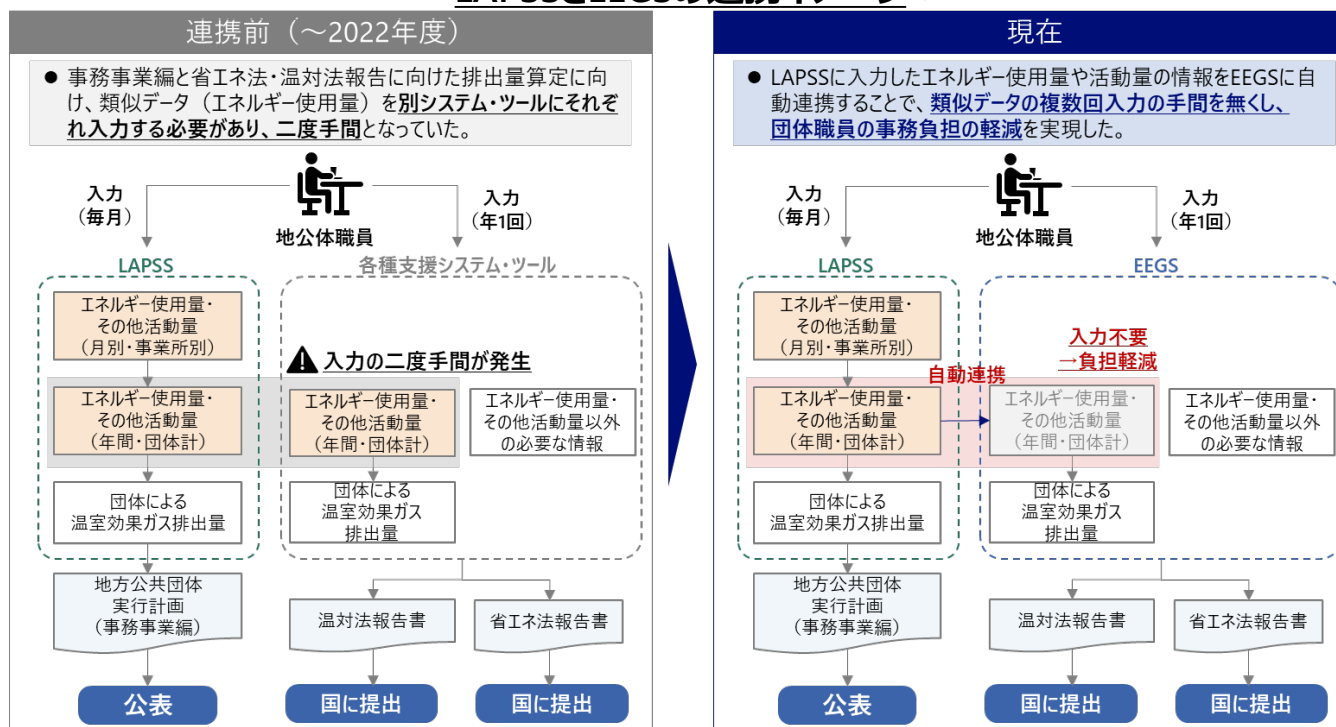 LAPSSとEEGSの連携イメージ
連携前（～2022年度）
● 事務事業編と省エネ法・温対法報告に向けた排出量算定に向
け、類似データ（エネルギー使用量）を別システム・ツールにそれぞ
れ入力する必要があり、二度手間となっていた。
入力
（毎月）
入力
（年1回）
地公体職員
LAPSS
各種支援システム・ツール
エネルギー使用量・
その他活動量
（月別・事業所別）
入力の二度手間が発生
エネルギー使用量・
その他活動量
（年間・団体計）
エネルギー使用量・
その他活動量
（年間・団体計）
エネルギー使用量・
その他活動量以外
の必要な情報
団体による
温室効果ガス排出量
団体による
温室効果ガス
排出量
地方公共団体
実行計画
（事務事業編）
温対法報告書
省エネ法報告書
公表
国に提出
国に提出
現在
● LAPSSに入力したエネルギー使用量や活動量の情報をEEGSに自
動連携することで、類似データの複数回入力の手間を無くし、
団体職員の事務負担の軽減を実現した。
入力
（毎月）
入力
（年1回）
地公体職員
LAPSS
EEGS
エネルギー使用量・
その他活動量
（月別・事業所別）
入力不要
→負担軽減
自動連携
エネルギー使用量・
その他活動量
（年間・団体計）
エネルギー使用量・
その他活動量
（年間・団体計）
エネルギー使用量・
その他活動量以外
の必要な情報
団体による
温室効果ガス排出量
団体による
温室効果ガス
排出量
地方公共団体
実行計画
（事務事業編）
温対法報告書
省エネ法報告書
公表
国に提出
国に提出